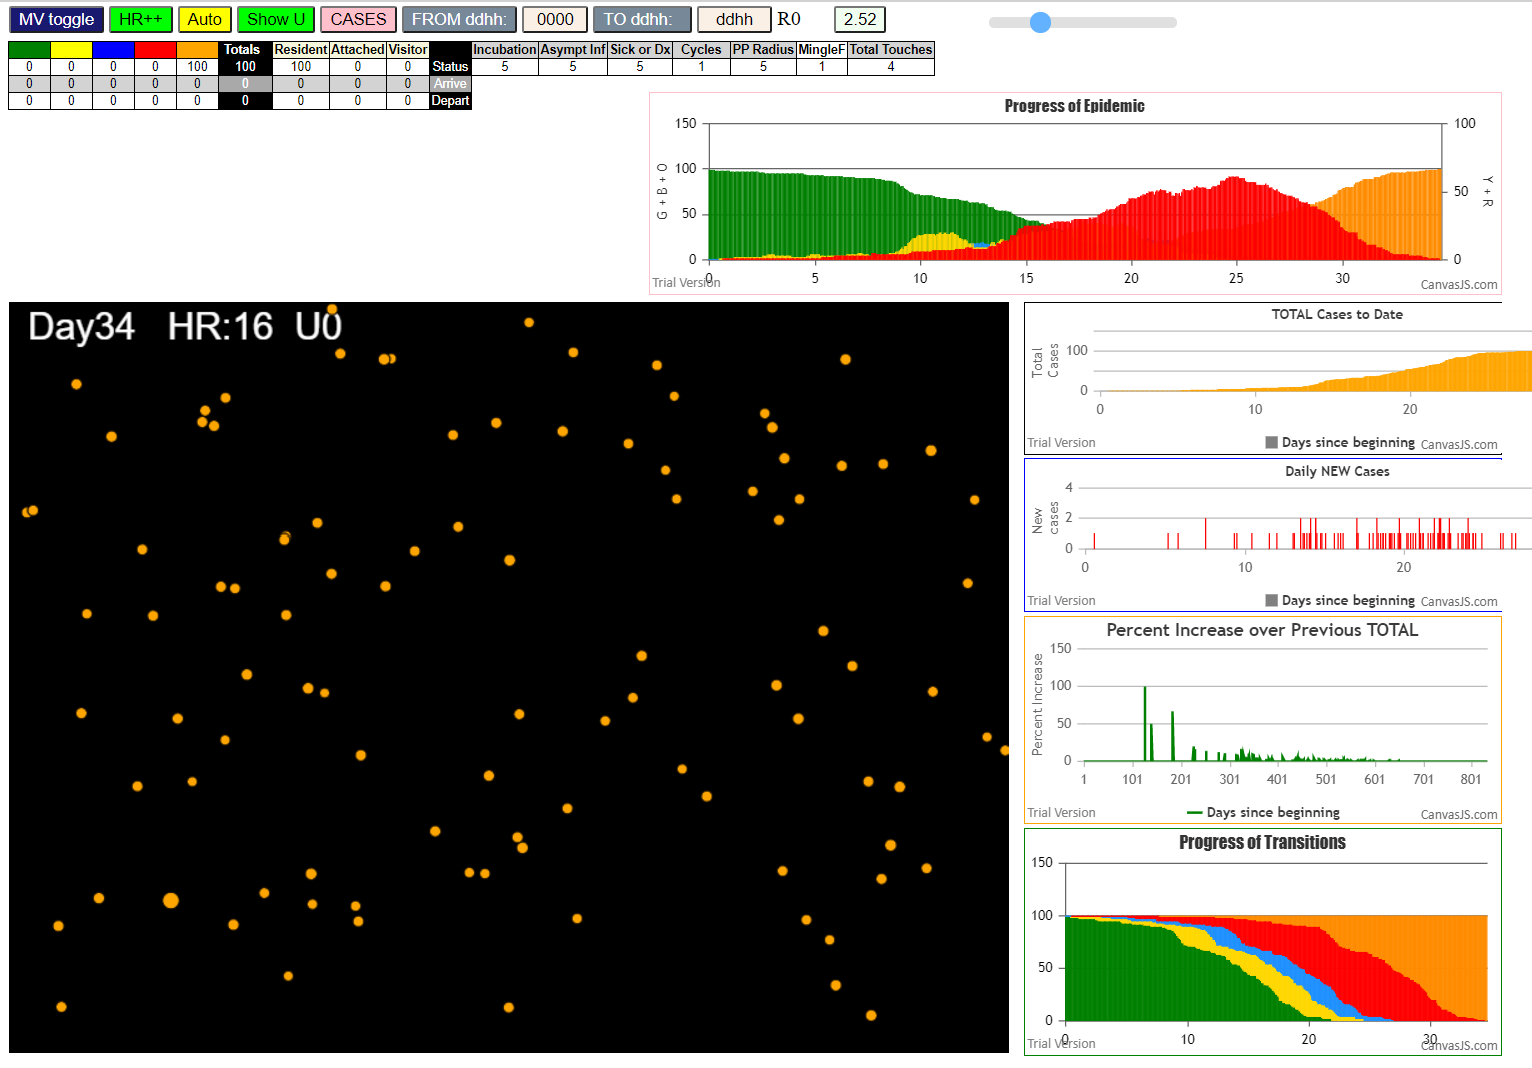 MV toggle HR++ Auto Show U CASES FROM ddhh: 0000 TO ddhh: ddhh R0 2.52
Totals Resident Attached Visitor Incubation Asympt Inf Sick or Dx Cycles PP Radius MingleF Total Touches
0 0 0 0 100 100 100 0 0 Status 5 5 5 1 5 1 4
0 0 0 0 0 0 0 0 0 Arrive
0 0 0 0 0 0 0 0 0 Depart
Progress of Epidemic
150 100
100
50 50
0 0
G + B + O
Y + R
0 5 10 15 20 25 30
Trial Version CanvasJS.com
Day34 HR:16 U0
TOTAL Cases to Date
Total
Cases
100
0
0 10 20
Days since beginning
Trial Version CanvasJS.com
Daily NEW Cases
New
cases
4
2
0
0 10 20
Days since beginning
Trial Version CanvasJS.com
Percent Increase over Previous TOTAL
Percent Increase
150
100
50
0
1 101 201 301 401 501 601 701 801
Days since beginning
Trial Version CanvasJS.com
Progress of Transitions
150
100
50
0
0 10 20 30
Trial Version CanvasJS.com